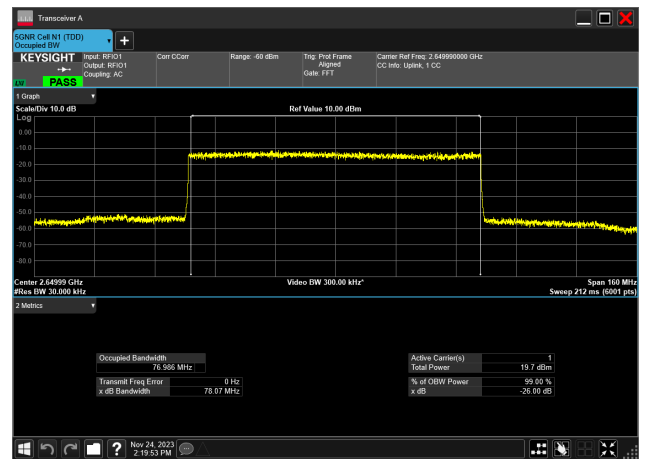 Transceiver A
5GNR Cell N1 (TDD)
Occupied BW
KEYSIGHT
Input: RFIO1
Output: RFIO1
Coupling: AC
Corr CCorr
Range: -60 dBm
Trig: Prot Frame
Aligned
Gate: FFT
Carrier Ref Freq: 2.649990000 GHz
CC Info: Uplink, 1 CC
PASS
1 Graph
Scale/Div 10.0 dB
Ref Value 10.00 dBm
Log
0.00
-10.0
-20.0
-30.0
-40.0
-50.0
-60.0
-70.0
-80.0
Center 2.64999 GHz
Video BW 300.00 kHz*
Span 160 MHz
#Res BW 30.000 kHz
Sweep 212 ms (6001 pts)
2 Metrics
Occupied Bandwidth
76.986 MHz
Active Carrier(s) 1
Total Power 19.7 dBm
Transmit Freq Error 0 Hz
x dB Bandwidth 78.07 MHz
% of OBW Power 99.00 %
x dB -26.00 dB
?
Nov 24, 2023
2:19:53 PM